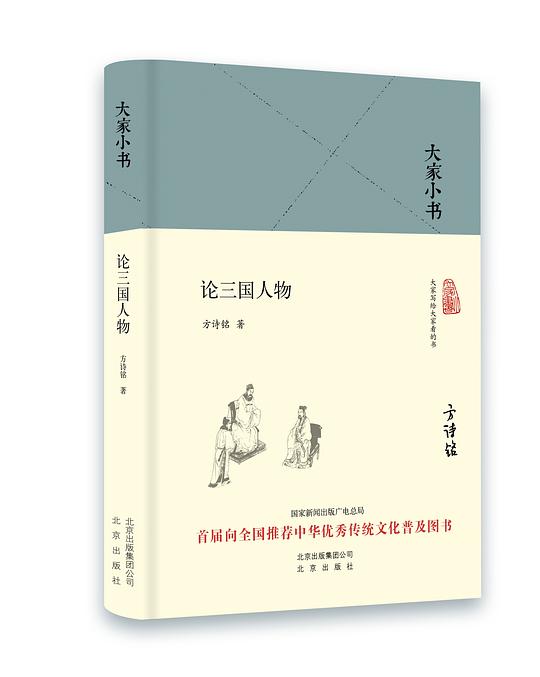 大家小书
论三国人物
方诗铭 著
北京出版集团公司
北京出版社
大家小书
论三国人物
方诗铭 著
大家写给大家看的书
方诗铭
国家新闻出版广电总局
首届向全国推荐中华优秀传统文化普及图书
北京出版集团公司
北京出版社